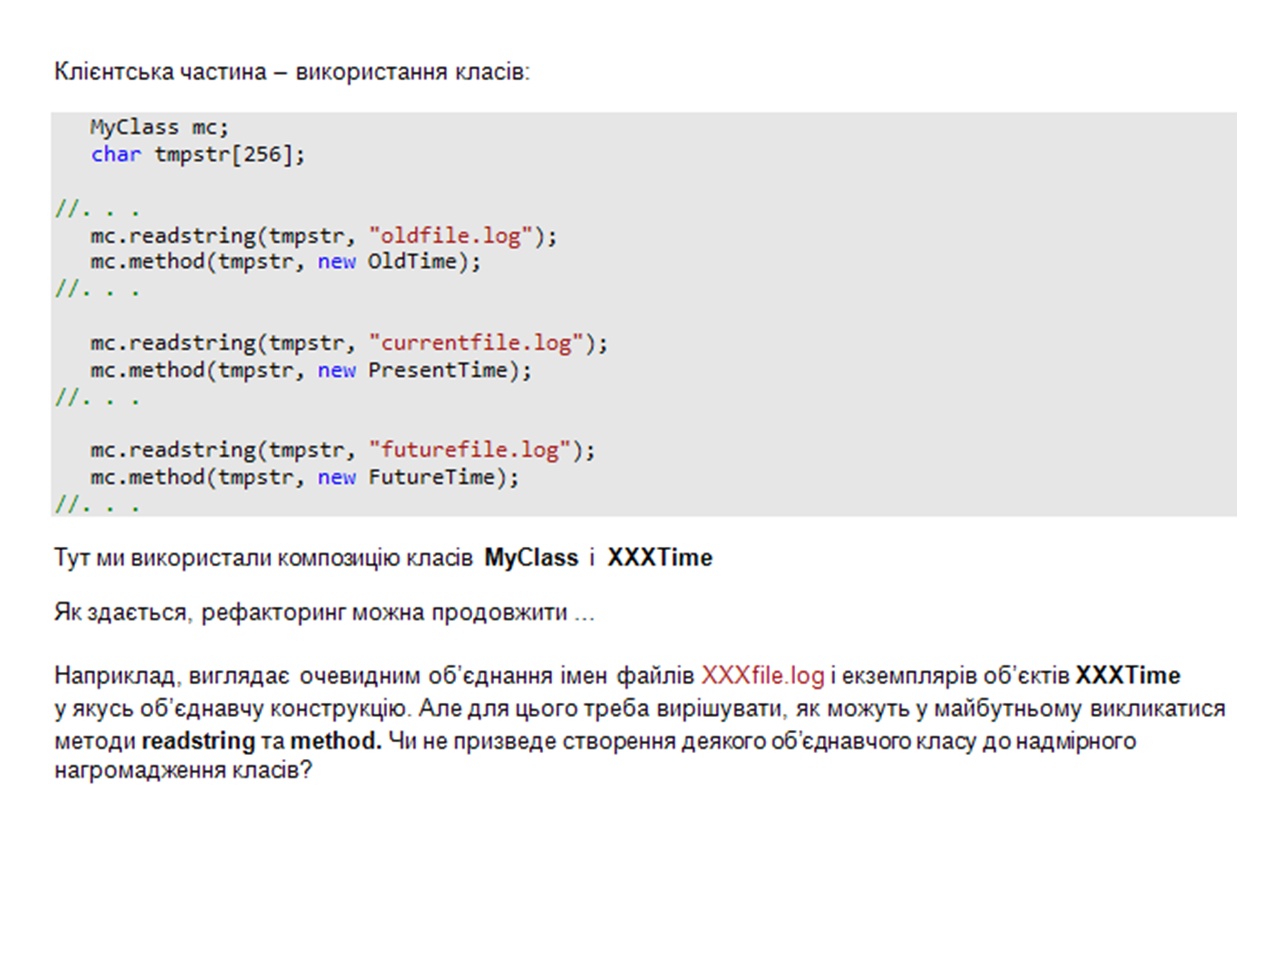 Клієнтська частина – використання класів:
MyClass mc;
char tmpstr[256];
//. . .
mc.readstring(tmpstr, "oldfile.log");
mc.method(tmpstr, new OldTime);
//. . .
mc.readstring(tmpstr, "currentfile.log");
mc.method(tmpstr, new PresentTime);
//. . .
mc.readstring(tmpstr, "futurefile.log");
mc.method(tmpstr, new FutureTime);
//. . .
Тут ми використали композицію класів MyClass і XXXTime
Як здається, рефакторинг можна продовжити ...
Наприклад, виглядає очевидним об’єднання імен файлів XXXfile.log і екземплярів об’єктів XXXTime
у якусь об’єднавчу конструкцію. Але для цього треба вирішувати, як можуть у майбутньому викликатися
методи readstring та method. Чи не призведе створення деякого об’єднавчого класу до надмірного
нагромадження класів?